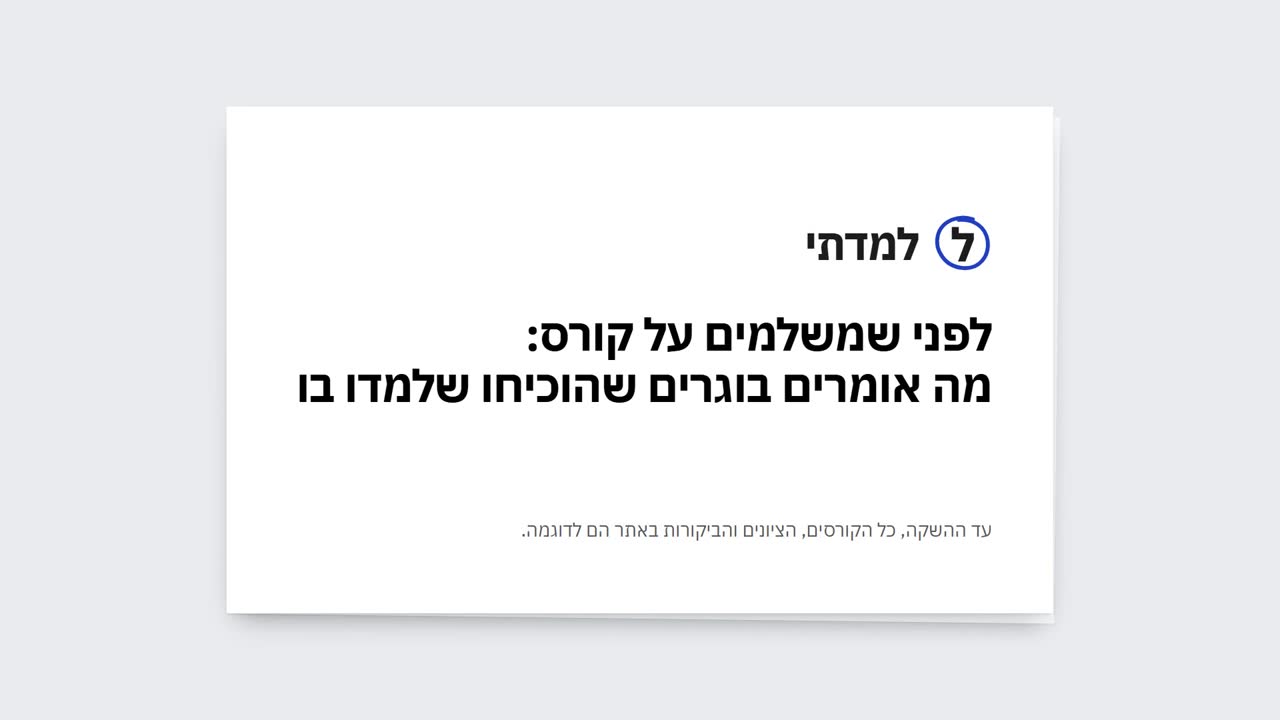 ל למדתי
לפני שמשלמים על קורס:
מה אומרים בוגרים שהוכיחו שלמדו בו
עד ההשקה, כל הקורסים, הציונים והביקורות באתר הם לדוגמה.